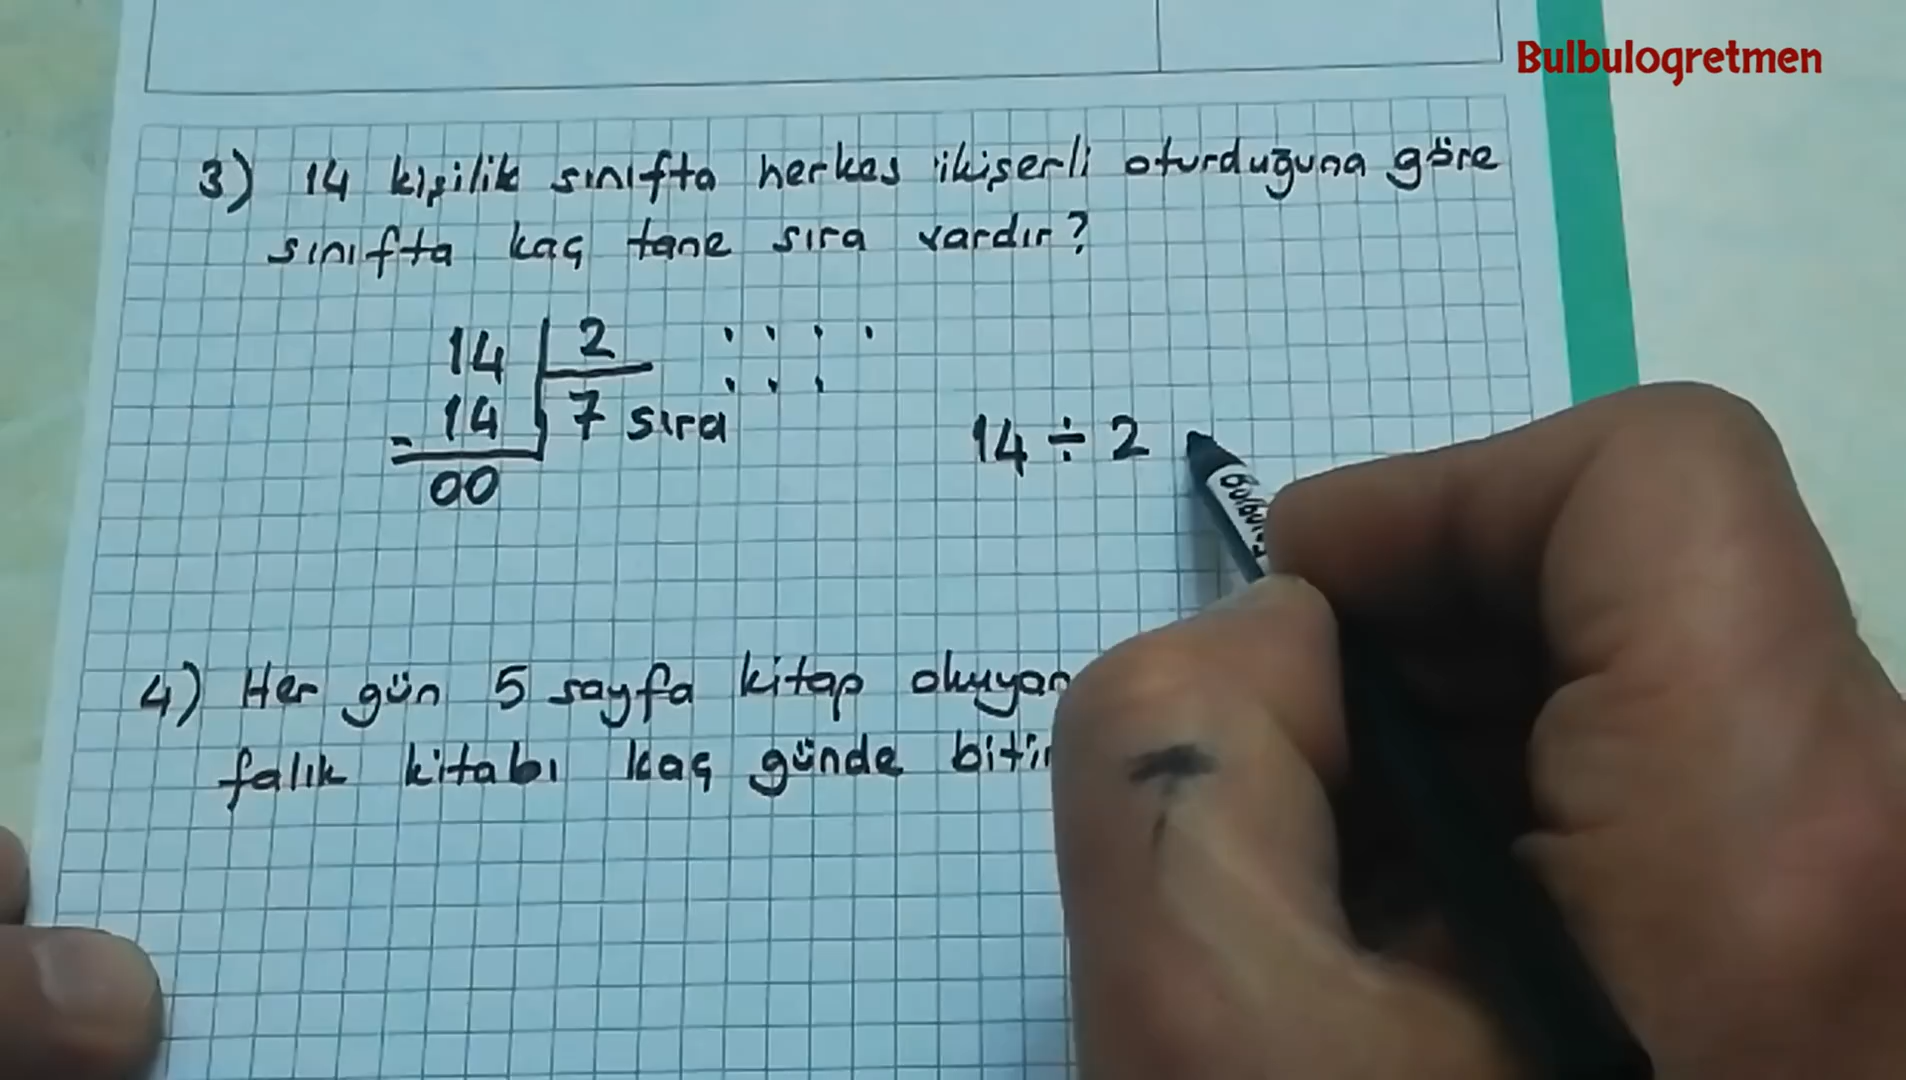 Bulbulogretmen
3) 14 kişilik sınıfta herkes ikişerli oturduğuna göre
sınıfta kaç tane sıra vardır?
14 2
- 14 7 sıra
00
14 ÷ 2
4) Her gün 5 sayfa kitap okuyan
falık kitabı kaç günde